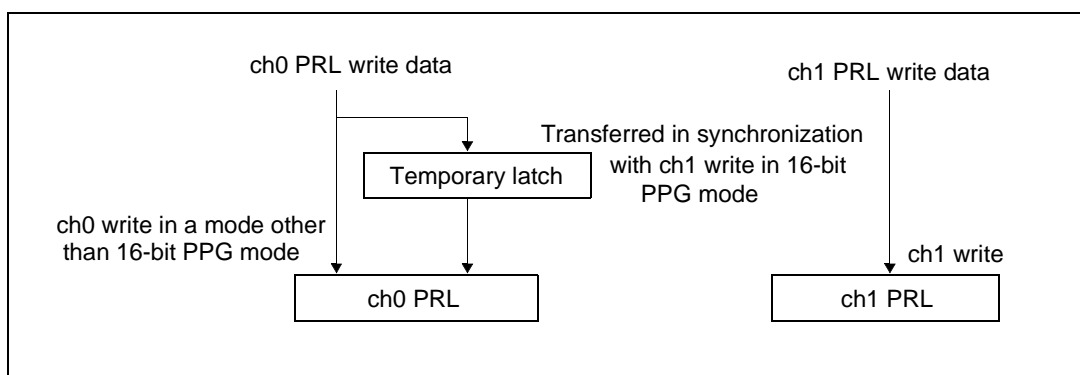 ch0 PRL write data
ch1 PRL write data
Transferred in synchronization
with ch1 write in 16-bit
PPG mode
Temporary latch
ch0 write in a mode other
than 16-bit PPG mode
ch1 write
ch0 PRL
ch1 PRL